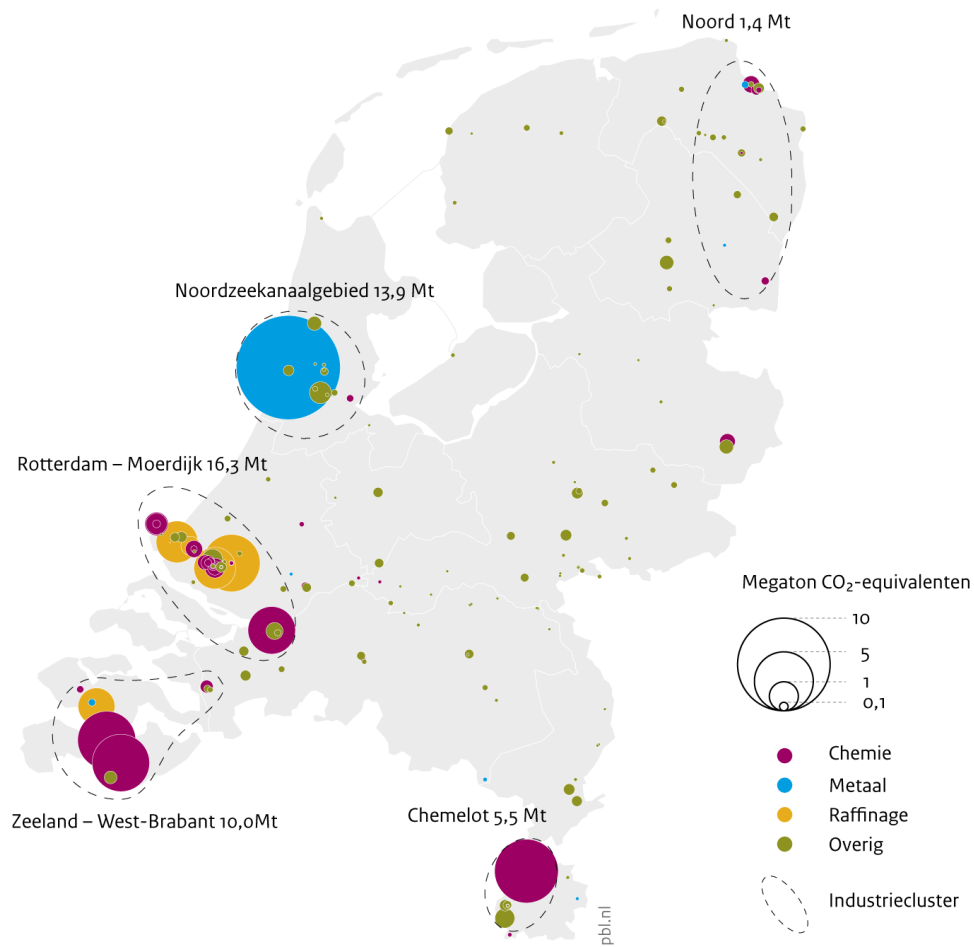 Noord 1,4 Mt
Noordzeekanaalgebied 13,9 Mt
Rotterdam – Moerdijk 16,3 Mt
Zeeland – West-Brabant 10,0Mt
Chemelot 5,5 Mt
Megaton CO₂-equivalenten
10
5
1
0,1
Chemie
Metaal
Raffinage
Overig
Industriecluster
pbl.nl